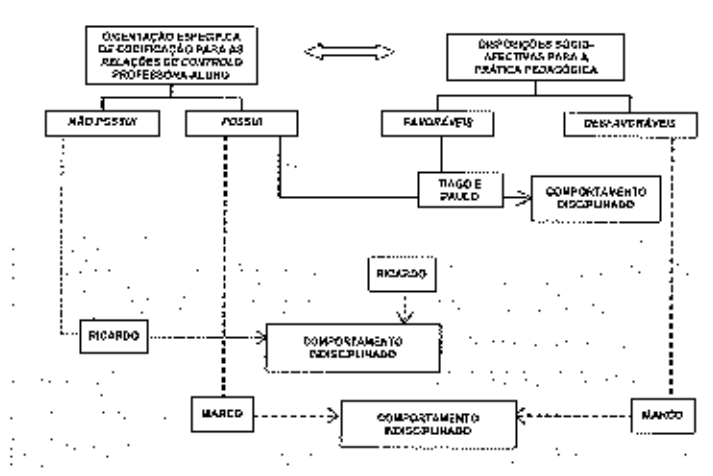 ORIENTAÇÃO ESPECÍFICA
DE CODIFICAÇÃO PARA AS
RELAÇÕES DE CONTROLO
PROFESSORA-ALUNO
DISPOSIÇÕES SÓCIO-
AFECTIVAS PARA A
PRÁTICA PEDAGÓGICA
NÃO POSSUI
POSSUI
FAVORÁVEIS
DESFAVORÁVEIS
TIAGO E
PAULO
COMPORTAMENTO
DISCIPLINADO
RICARDO
RICARDO
COMPORTAMENTO
INDISCIPLINADO
MARCO
COMPORTAMENTO
INDISCIPLINADO
MARCO